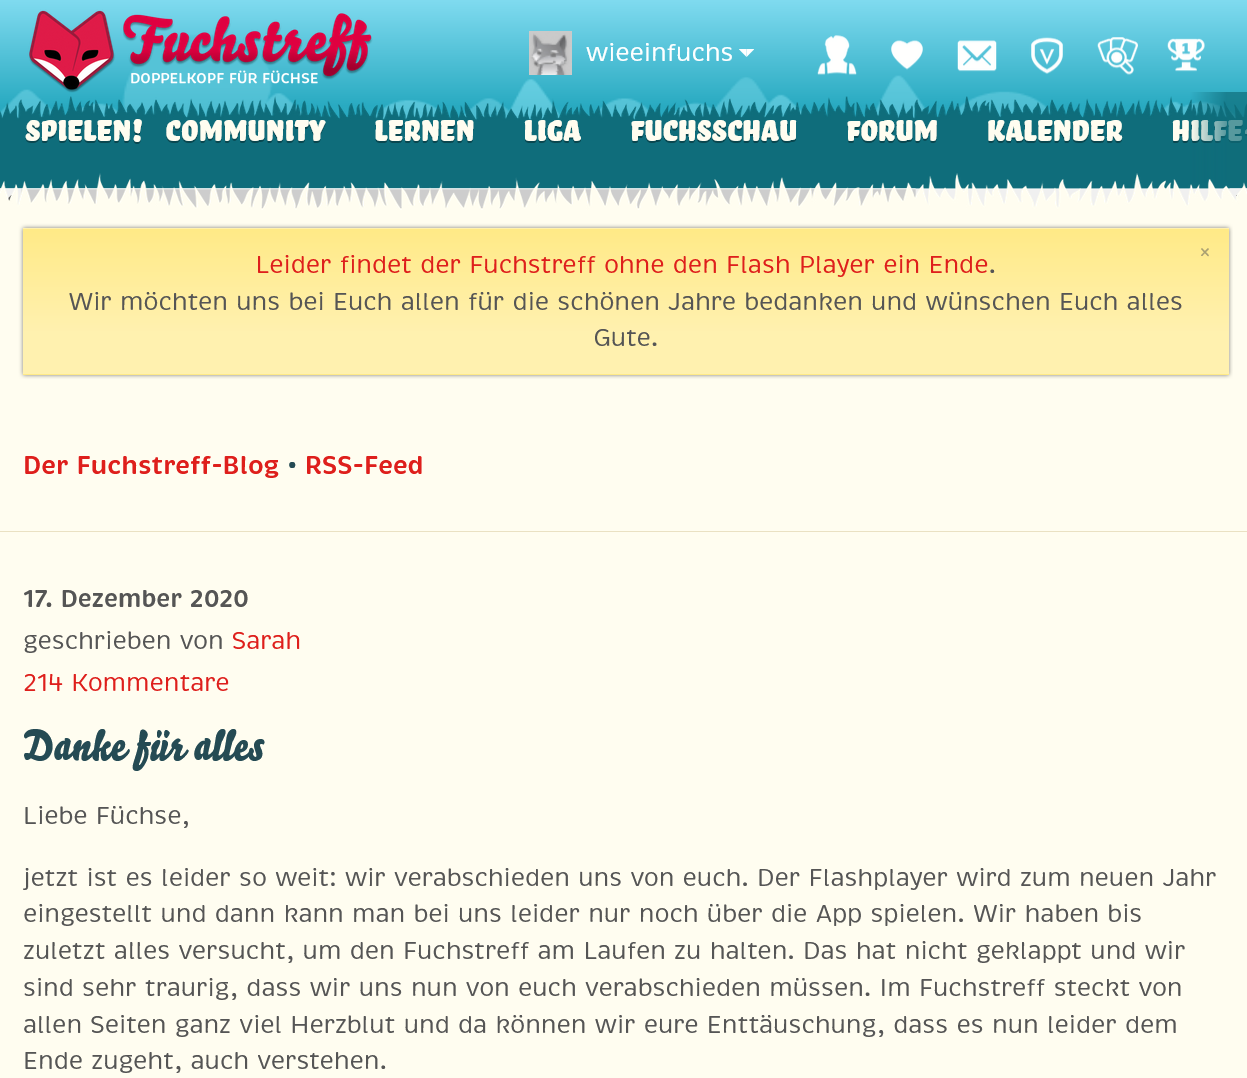 Fuchstreff
DOPPELKOPF FÜR FÜCHSE
wieeinfuchs
SPIELEN! COMMUNITY LERNEN LIGA FUCHSSCHAU FORUM KALENDER HILFE
Leider findet der Fuchstreff ohne den Flash Player ein Ende.
×
Wir möchten uns bei Euch allen für die schönen Jahre bedanken und wünschen Euch alles
Gute.
Der Fuchstreff-Blog • RSS-Feed
17. Dezember 2020
geschrieben von Sarah
214 Kommentare
Danke für alles
Liebe Füchse,
jetzt ist es leider so weit: wir verabschieden uns von euch. Der Flashplayer wird zum neuen Jahr
eingestellt und dann kann man bei uns leider nur noch über die App spielen. Wir haben bis
zuletzt alles versucht, um den Fuchstreff am Laufen zu halten. Das hat nicht geklappt und wir
sind sehr traurig, dass wir uns nun von euch verabschieden müssen. Im Fuchstreff steckt von
allen Seiten ganz viel Herzblut und da können wir eure Enttäuschung, dass es nun leider dem
Ende zugeht, auch verstehen.